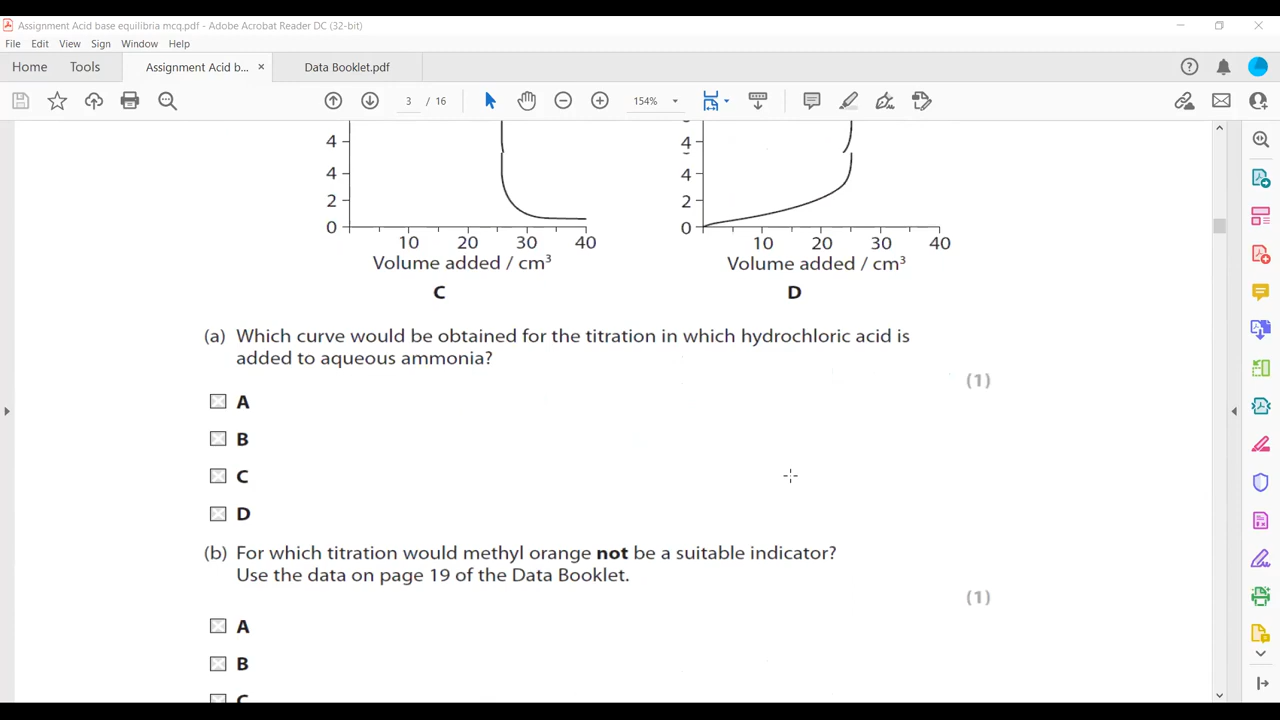 Assignment Acid base equilibria mcq.pdf - Adobe Acrobat Reader DC (32-bit)
File Edit View Sign Window Help
Home Tools Assignment Acid b... × Data Booklet.pdf
3 / 16 154%
4 4
4 4
2 2
0 0
10 20 30 40 10 20 30 40
Volume added / cm³ Volume added / cm³
C D
(a) Which curve would be obtained for the titration in which hydrochloric acid is
added to aqueous ammonia?
(1)
A
B
C
D
(b) For which titration would methyl orange not be a suitable indicator?
Use the data on page 19 of the Data Booklet.
(1)
A
B